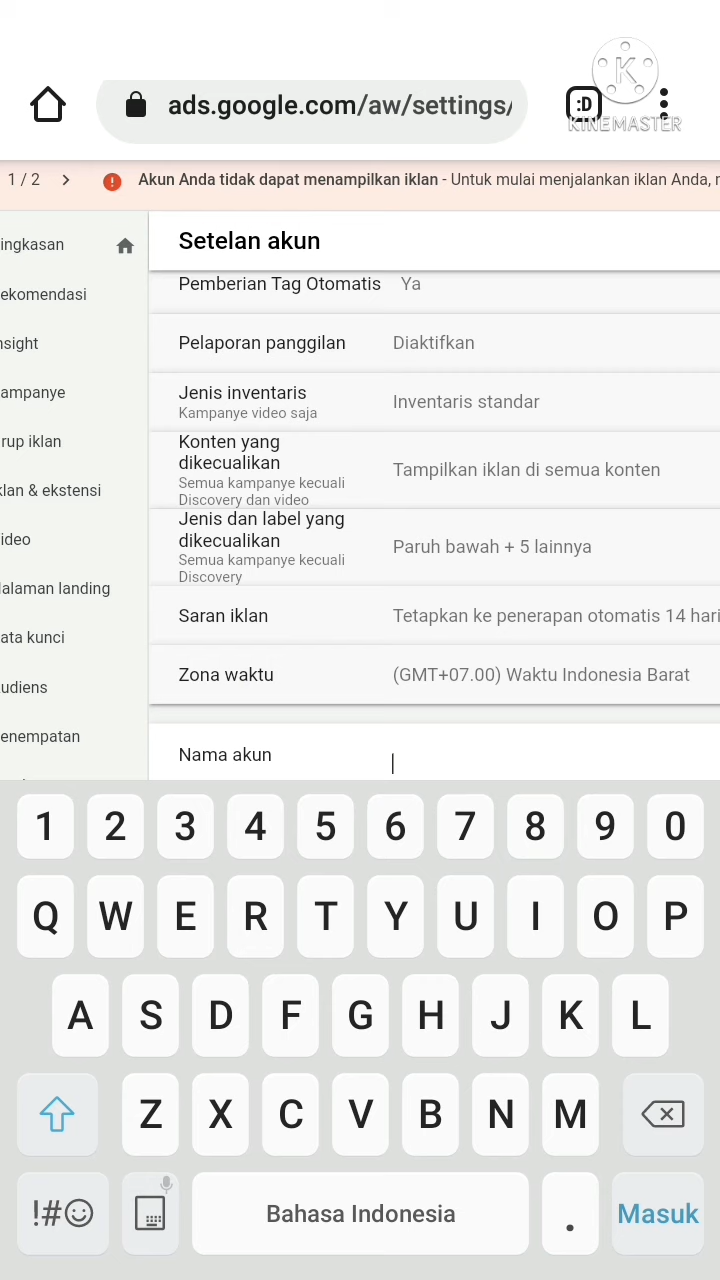 ads.google.com/aw/settings/
:D
K
KINEMASTER
1 / 2
Akun Anda tidak dapat menampilkan iklan - Untuk mulai menjalankan iklan Anda,
ingkasan
Setelan akun
ekomendasi
Pemberian Tag Otomatis Ya
nsight
Pelaporan panggilan Diaktifkan
ampanye
Jenis inventaris
Kampanye video saja
Inventaris standar
rup iklan
Konten yang
dikecualikan
Semua kampanye kecuali
Discovery dan video
Tampilkan iklan di semua konten
klan & ekstensi
Jenis dan label yang
dikecualikan
Semua kampanye kecuali
Discovery
Paruh bawah + 5 lainnya
ideo
alaman landing
Saran iklan Tetapkan ke penerapan otomatis 14 hari
ata kunci
Zona waktu (GMT+07.00) Waktu Indonesia Barat
udiens
enempatan
Nama akun
1 2 3 4 5 6 7 8 9 0
Q W E R T Y U I O P
A S D F G H J K L
Z X C V B N M
!#☺ Bahasa Indonesia . Masuk